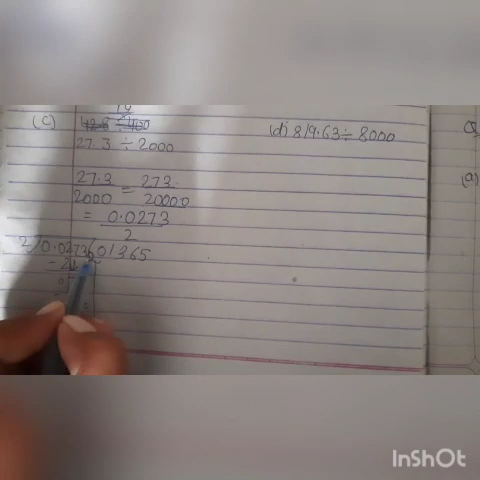 (c)
27.3 ÷ 2000
27.3 = 273
2000 20000
= 0.0273
2
2)0.0273(0.01365
- 2
(d) 819.63 ÷ 8000
(a)
InShOt